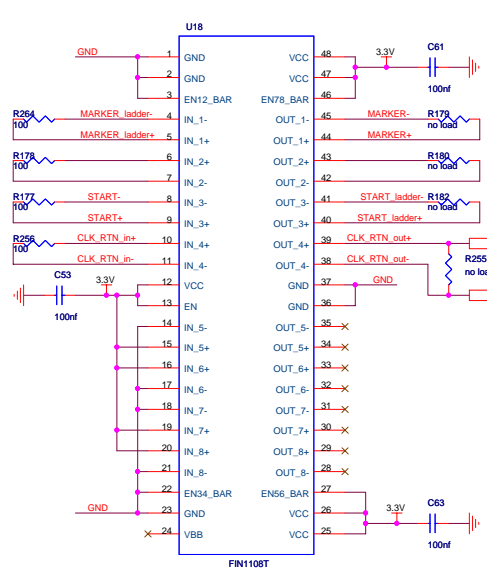 U18
GND 1 GND VCC 48 3.3V C61
2 GND VCC 47
3 EN12_BAR EN78_BAR 46 100nf
R264 100 MARKER_ladder- 4 IN_1- OUT_1- 45 MARKER- R179 no load
MARKER_ladder+ 5 IN_1+ OUT_1+ 44 MARKER+
R178 100 6 IN_2+ OUT_2+ 43 R180 no load
7 IN_2- OUT_2- 42
R177 100 START- 8 IN_3- OUT_3- 41 START_ladder- R182 no load
START+ 9 IN_3+ OUT_3+ 40 START_ladder+
R256 100 CLK_RTN_in+ 10 IN_4+ OUT_4+ 39 CLK_RTN_out+
CLK_RTN_in- 11 IN_4- OUT_4- 38 CLK_RTN_out- R255
C53 3.3V 12 VCC GND 37 GND no loa
100nf 13 EN GND 36
14 IN_5- OUT_5- 35
15 IN_5+ OUT_5+ 34
16 IN_6+ OUT_6+ 33
17 IN_6- OUT_6- 32
18 IN_7- OUT_7- 31
19 IN_7+ OUT_7+ 30
20 IN_8+ OUT_8+ 29
21 IN_8- OUT_8- 28
22 EN34_BAR EN56_BAR 27
GND 23 GND VCC 26 3.3V C63
24 VBB VCC 25 100nf
FIN1108T